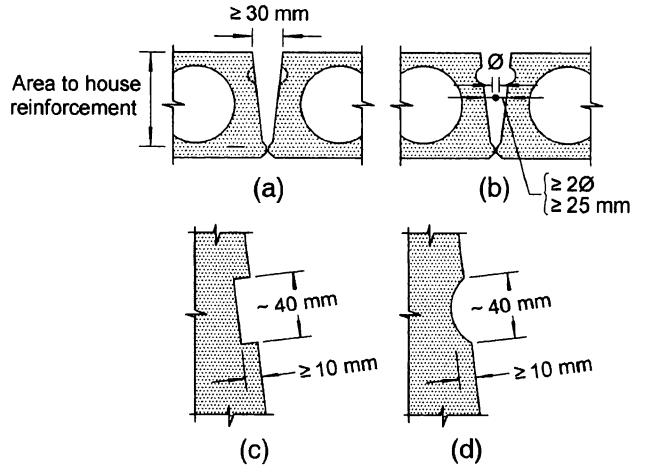 ≥ 30 mm
Area to house
reinforcement
Ø
≥ 2Ø
≥ 25 mm
(a)
(b)
~ 40 mm
≥ 10 mm
~ 40 mm
≥ 10 mm
(c)
(d)